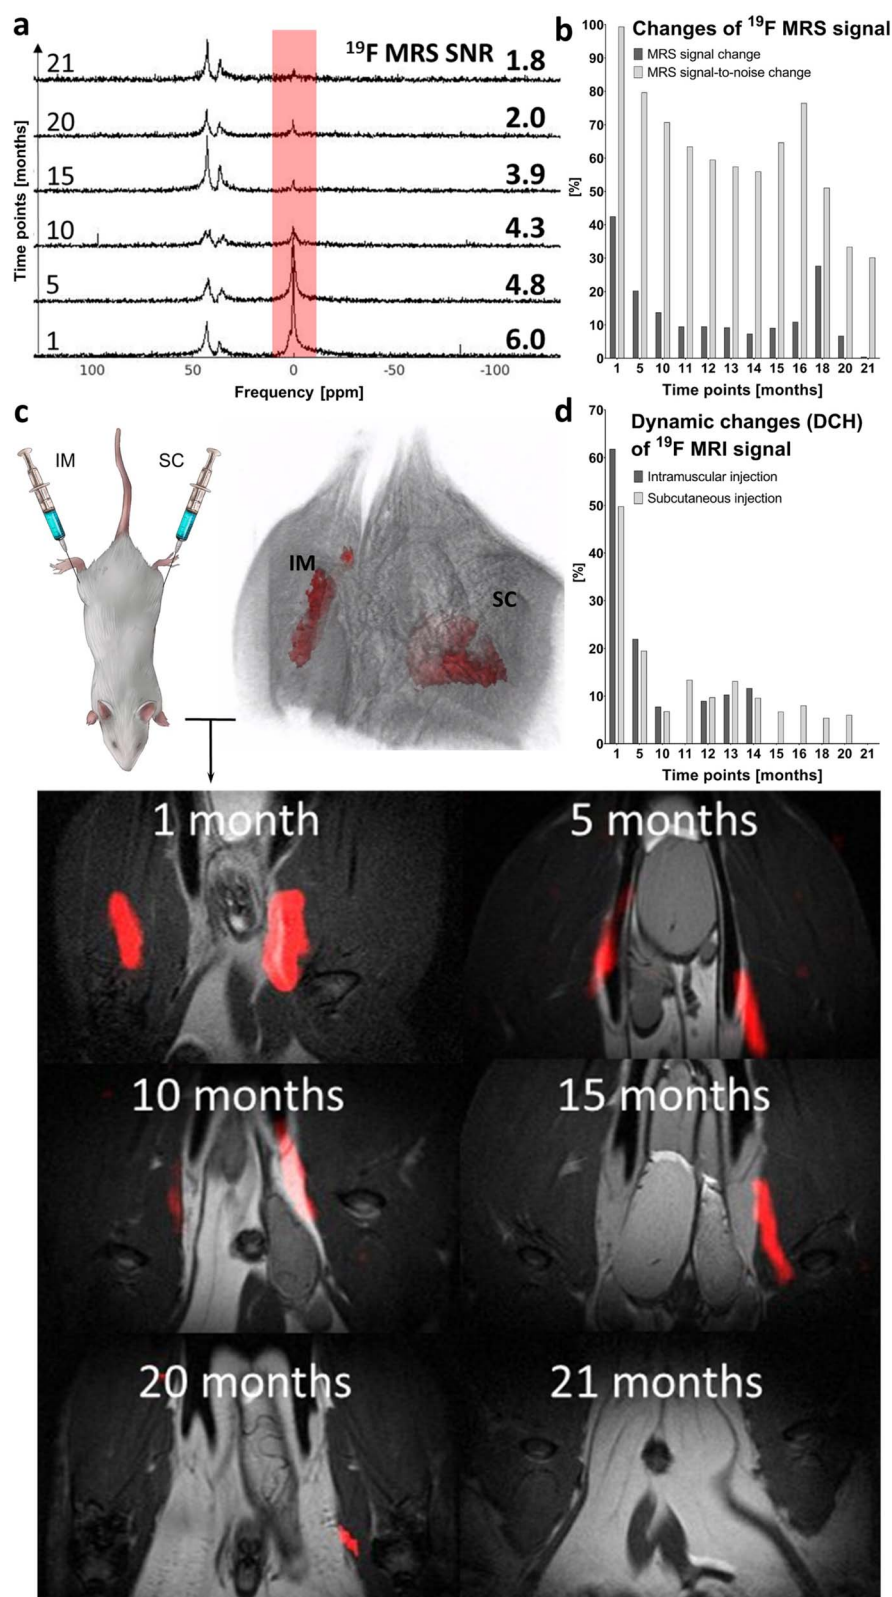 a
¹⁹F MRS SNR
Time points [months]
21 1.8
20 2.0
15 3.9
10 4.3
5 4.8
1 6.0
100 50 0 -50 -100
Frequency [ppm]
b
Changes of ¹⁹F MRS signal
MRS signal change
MRS signal-to-noise change
[%]
100
90
80
70
60
50
40
30
20
10
0
1 5 10 11 12 13 14 15 16 18 20 21
Time points [months]
c
IM SC
IM
SC
d
Dynamic changes (DCH)
of ¹⁹F MRI signal
Intramuscular injection
Subcutaneous injection
[%]
70
60
50
40
30
20
10
0
1 5 10 11 12 13 14 15 16 18 20 21
Time points [months]
1 month
5 months
10 months
15 months
20 months
21 months